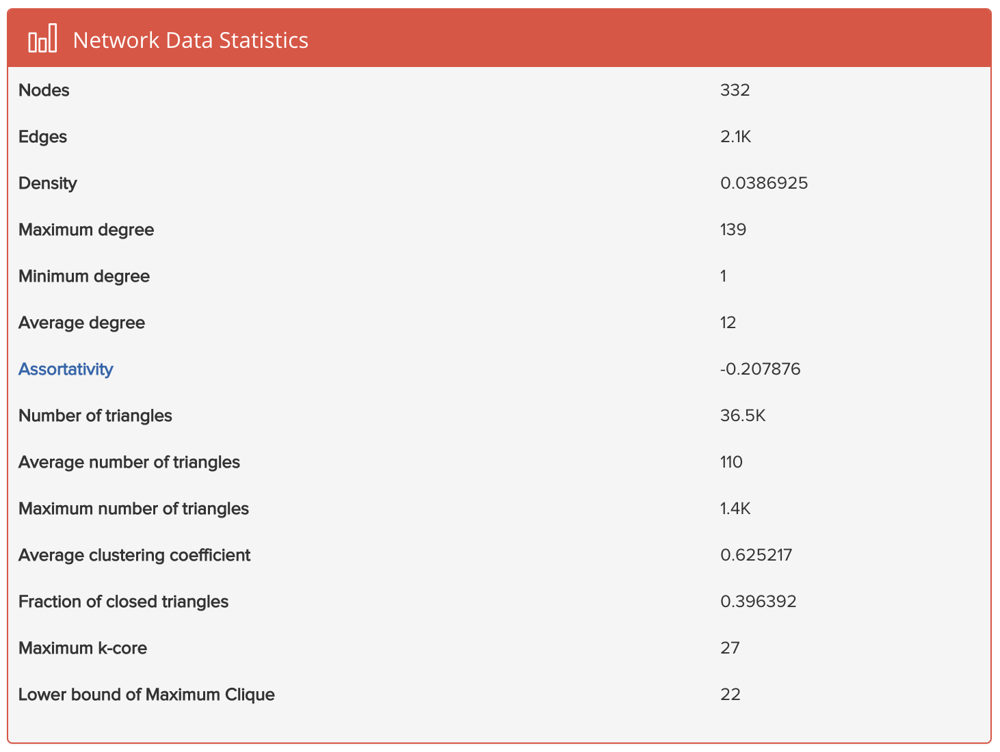 Network Data Statistics
Nodes 332
Edges 2.1K
Density 0.0386925
Maximum degree 139
Minimum degree 1
Average degree 12
Assortativity -0.207876
Number of triangles 36.5K
Average number of triangles 110
Maximum number of triangles 1.4K
Average clustering coefficient 0.625217
Fraction of closed triangles 0.396392
Maximum k-core 27
Lower bound of Maximum Clique 22